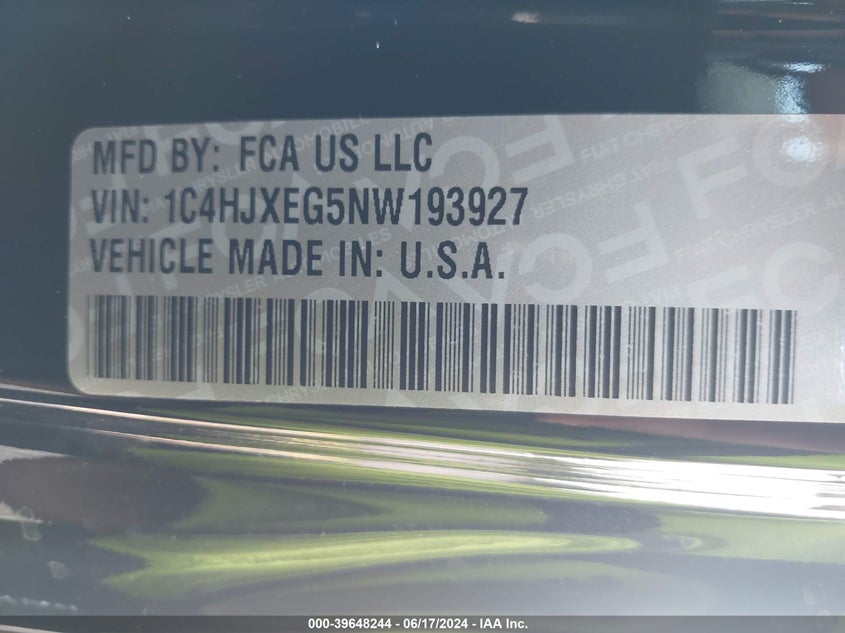 MFD BY: FCA US LLC
VIN: 1C4HJXEG5NW193927
VEHICLE MADE IN: U.S.A.
000-39648244 - 06/17/2024 - IAA Inc.